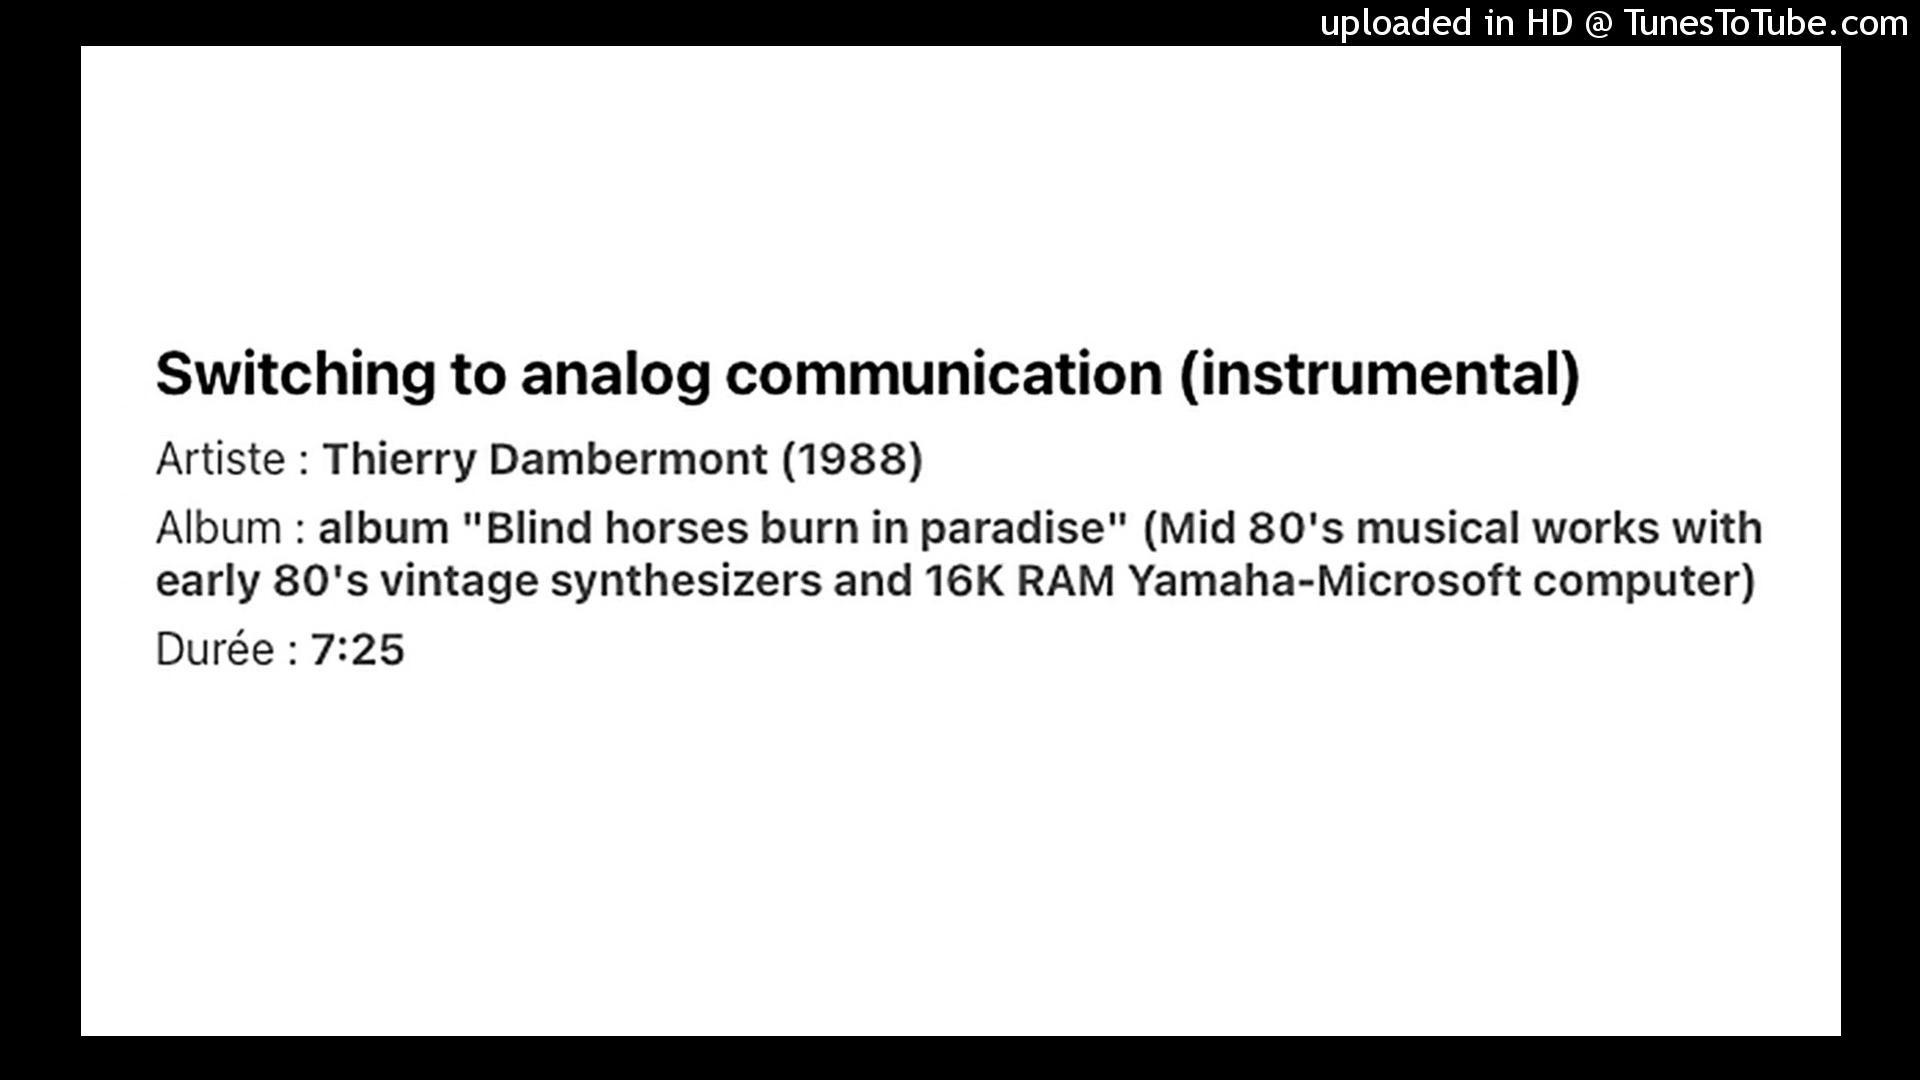 uploaded in HD @ TunesToTube.com
Switching to analog communication (instrumental)
Artiste : Thierry Dambermont (1988)
Album : album "Blind horses burn in paradise" (Mid 80's musical works with
early 80's vintage synthesizers and 16K RAM Yamaha-Microsoft computer)
Durée : 7:25